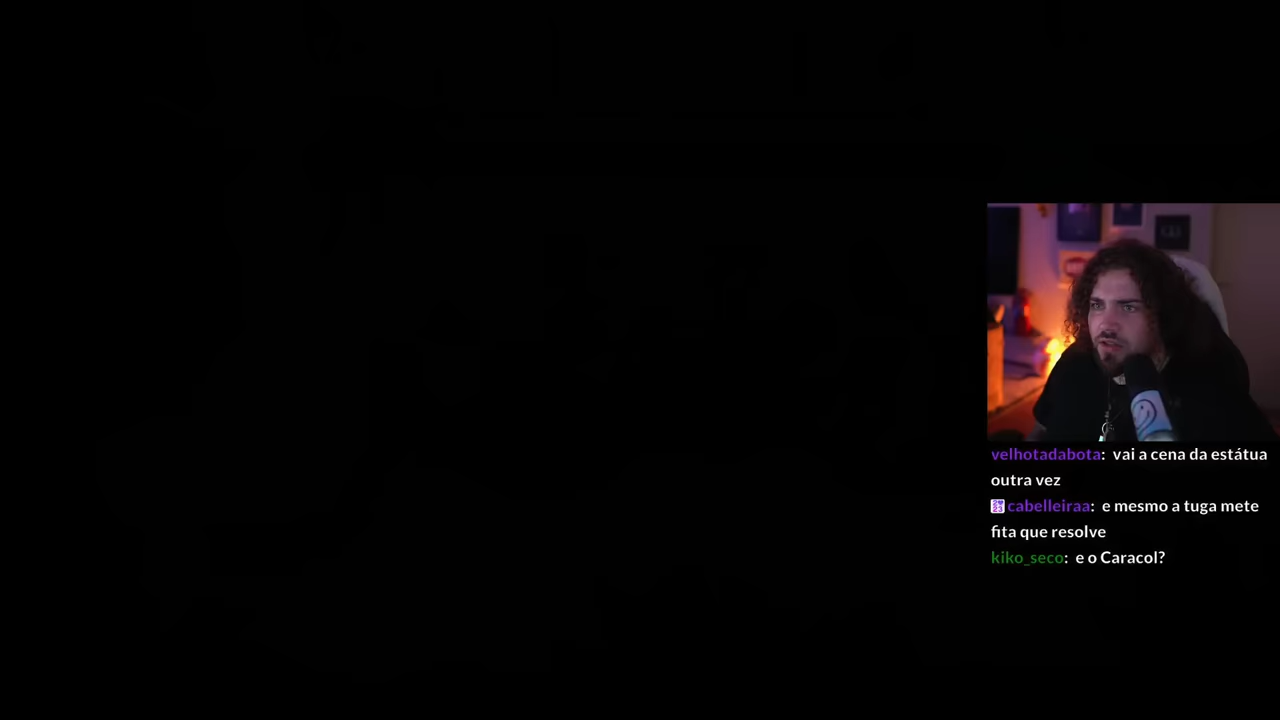 velhotadabota: vai a cena da estátua
outra vez
cabelleiraa: e mesmo a tuga mete
fita que resolve
kiko_seco: e o Caracol?